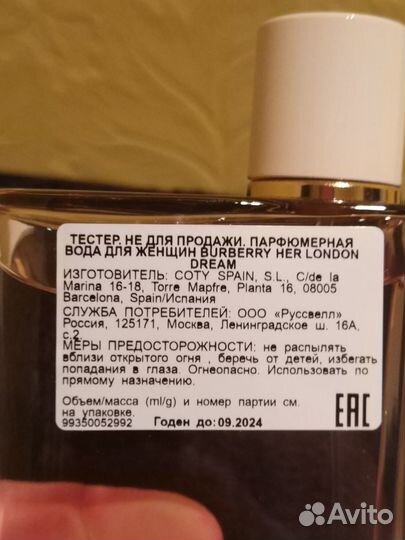 ТЕСТЕР. НЕ ДЛЯ ПРОДАЖИ. ПАРФЮМЕРНАЯ
ВОДА ДЛЯ ЖЕНЩИН BURBERRY HER LONDON
DREAM
ИЗГОТОВИТЕЛЬ: COTY SPAIN, S.L., C/de la
Marina 16-18, Torre Mapfre, Planta 16, 08005
Barcelona, Spain/Испания
СЛУЖБА ПОТРЕБИТЕЛЕЙ: ООО «Руссвелл»
Россия, 125171, Москва, Ленинградское ш. 16А,
с.2
МЕРЫ ПРЕДОСТОРОЖНОСТИ: не распылять
вблизи открытого огня , беречь от детей, избегать
попадания в глаза. Огнеопасно. Использовать по
прямому назначению.
Объем/масса (ml/g) и номер партии см.
на упаковке.
99350052992 Годен до: 09.2024
EAC
Avito